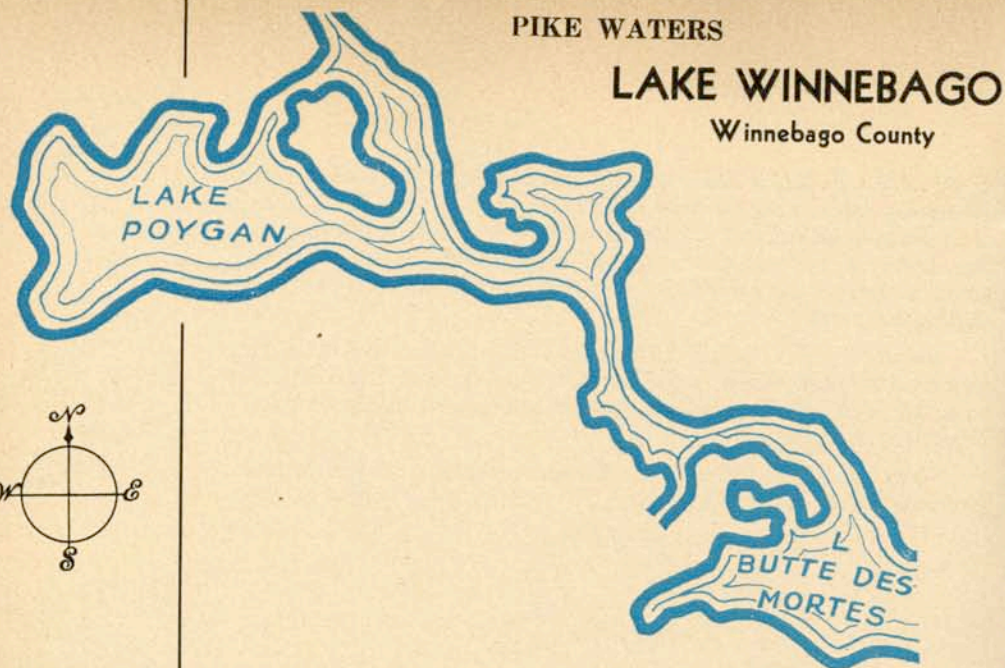 PIKE WATERS
LAKE WINNEBAGO
Winnebago County
LAKE
POYGAN
N
W E
S
L
BUTTE DES
MORTES